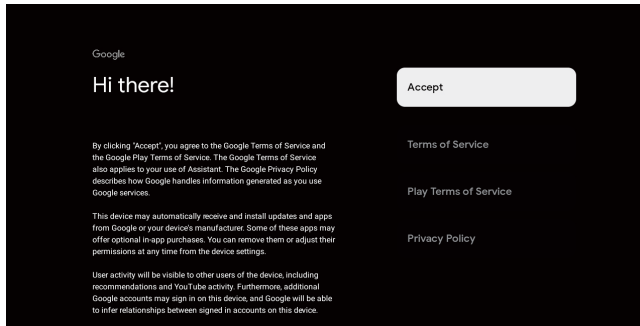 Google
Hi there!
Accept
By clicking "Accept", you agree to the Google Terms of Service and
the Google Play Terms of Service. The Google Terms of Service
also applies to your use of Assistant. The Google Privacy Policy
describes how Google handles information generated as you use
Google services.
This device may automatically receive and install updates and apps
from Google or your device's manufacturer. Some of these apps may
offer optional in-app purchases. You can remove them or adjust their
permissions at any time from the device settings.
User activity will be visible to other users of the device, including
recommendations and YouTube activity. Furthermore, additional
Google accounts may sign in on this device, and Google will be able
to infer relationships between signed in accounts on this device.
Terms of Service
Play Terms of Service
Privacy Policy